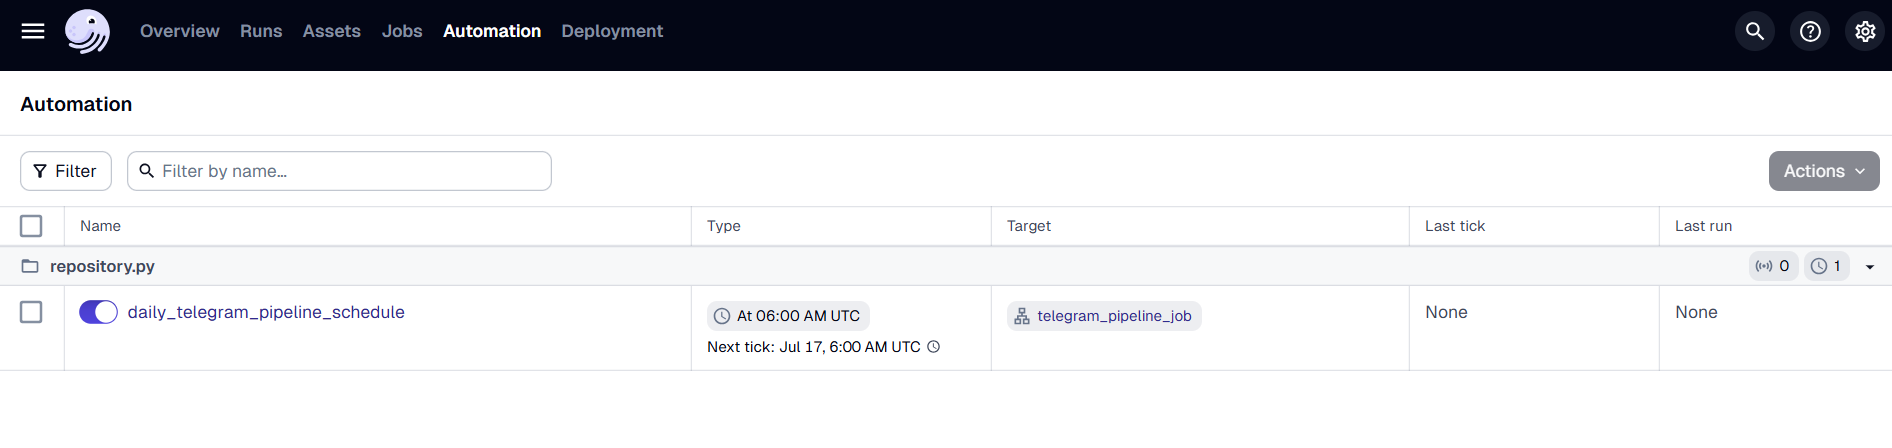 Overview Runs Assets Jobs Automation Deployment
Automation
Filter Filter by name... Actions
Name Type Target Last tick Last run
repository.py 0 1
daily_telegram_pipeline_schedule At 06:00 AM UTC telegram_pipeline_job None None
Next tick: Jul 17, 6:00 AM UTC